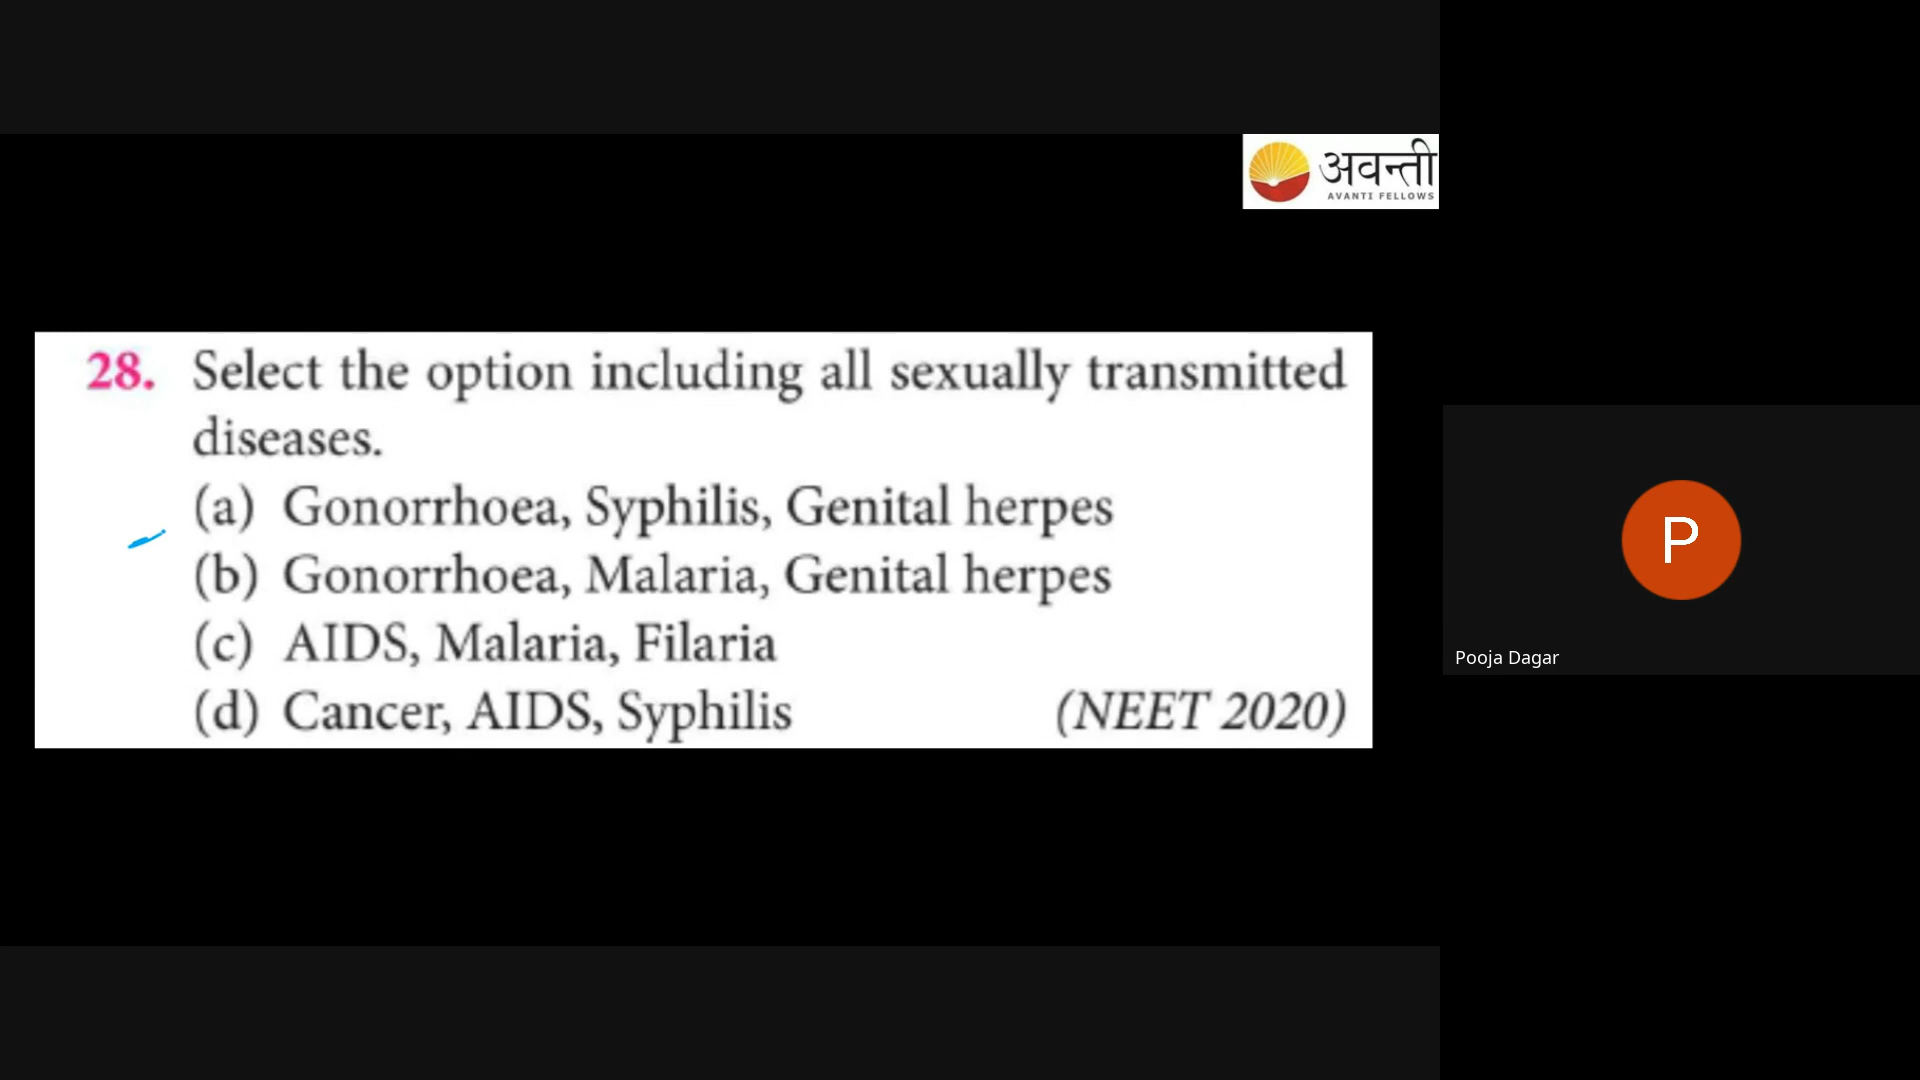 अवन्ती
AVANTI FELLOWS
28. Select the option including all sexually transmitted
diseases.
(a) Gonorrhoea, Syphilis, Genital herpes
(b) Gonorrhoea, Malaria, Genital herpes
(c) AIDS, Malaria, Filaria
(d) Cancer, AIDS, Syphilis (NEET 2020)
P
Pooja Dagar